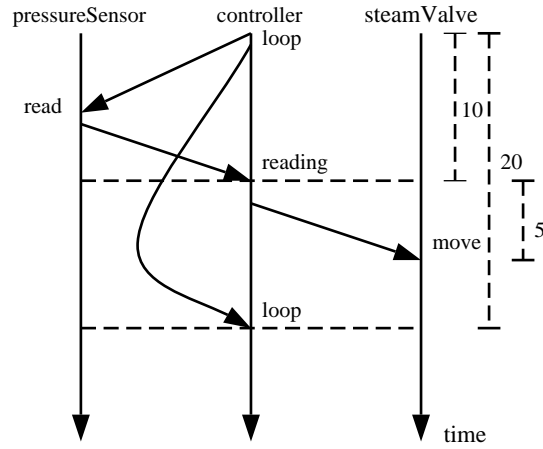 pressureSensor controller steamValve
loop
read
10
reading
20
move
5
loop
time